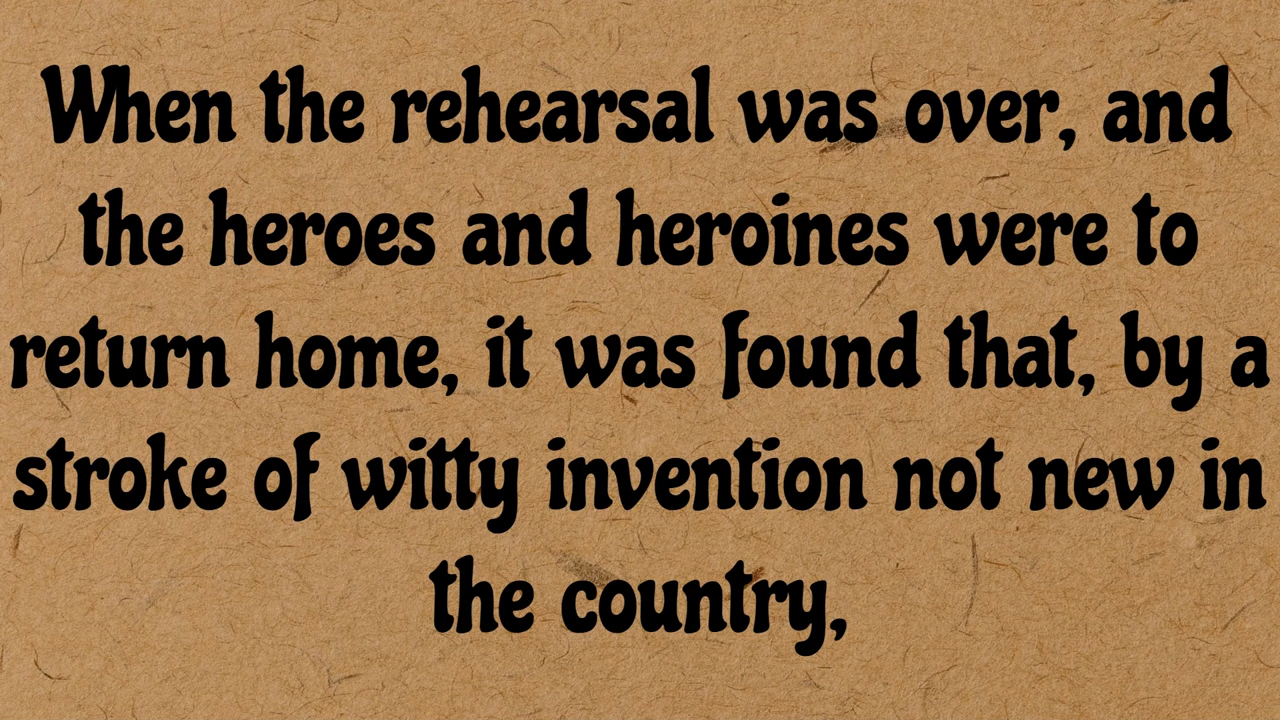 When the rehearsal was over, and
the heroes and heroines were to
return home, it was found that, by a
stroke of witty invention not new in
the country,